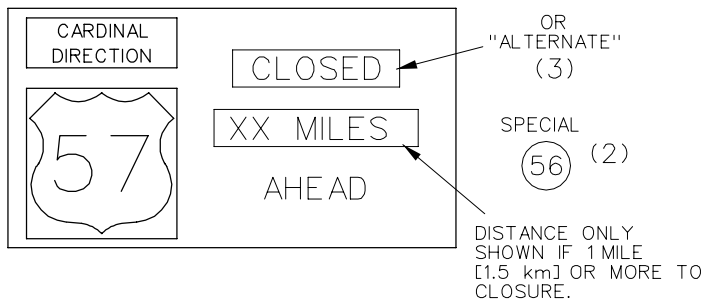 CARDINAL
DIRECTION
57
CLOSED
XX MILES
AHEAD
OR
"ALTERNATE"
(3)
SPECIAL
56 (2)
DISTANCE ONLY
SHOWN IF 1 MILE
[1.5 km] OR MORE TO
CLOSURE.